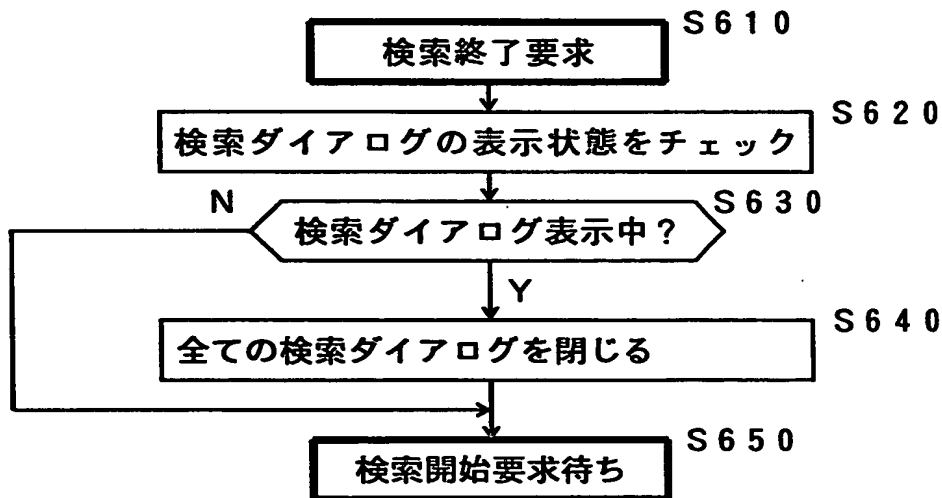 S610
検索終了要求
S620
検索ダイアログの表示状態をチェック
N
S630
検索ダイアログ表示中?
Y
S640
全ての検索ダイアログを閉じる
S650
検索開始要求待ち